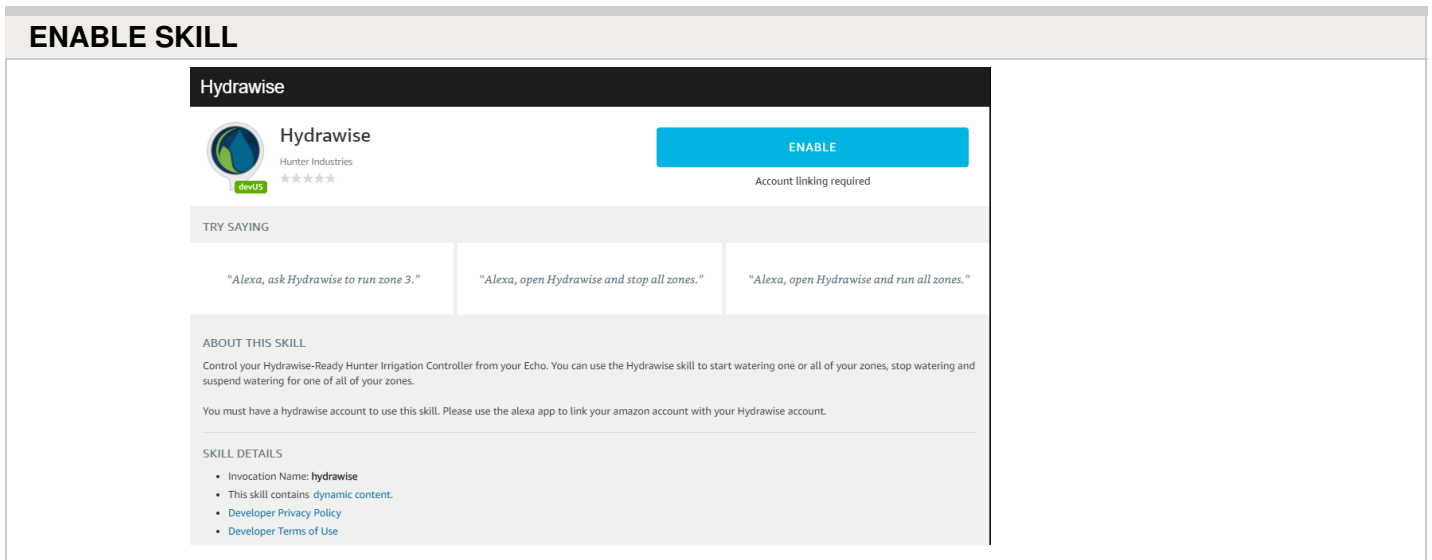 ENABLE SKILL
Hydrawise
Hydrawise
Hunter Industries
devUS
ENABLE
Account linking required
TRY SAYING
"Alexa, ask Hydrawise to run zone 3."
"Alexa, open Hydrawise and stop all zones."
"Alexa, open Hydrawise and run all zones."
ABOUT THIS SKILL
Control your Hydrawise-Ready Hunter Irrigation Controller from your Echo. You can use the Hydrawise skill to start watering one or all of your zones, stop watering and
suspend watering for one of all of your zones.
You must have a hydrawise account to use this skill. Please use the alexa app to link your amazon account with your Hydrawise account.
SKILL DETAILS
• Invocation Name: hydrawise
• This skill contains dynamic content.
• Developer Privacy Policy
• Developer Terms of Use